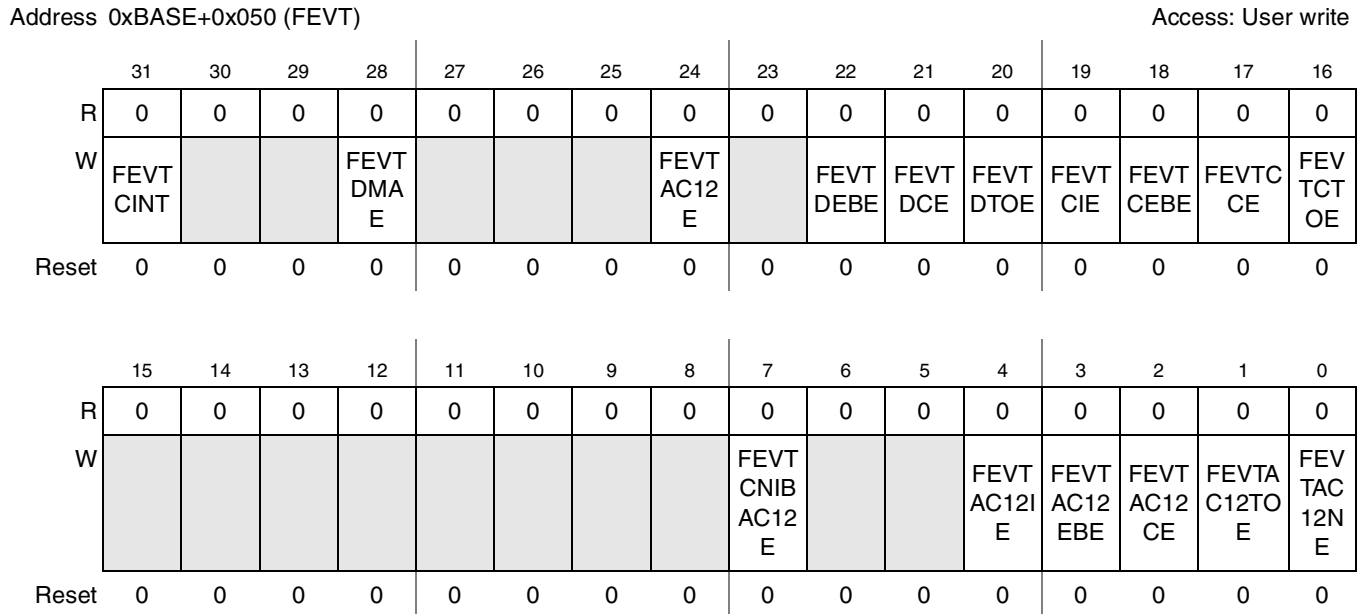 Address 0xBASE+0x050 (FEVT) Access: User write
31 30 29 28 27 26 25 24 23 22 21 20 19 18 17 16
R 0 0 0 0 0 0 0 0 0 0 0 0 0 0 0 0
W FEVT CINT FEVT DMA E FEVT AC12 E FEVT DEBE FEVT DCE FEVT DTOE FEVT CIE FEVT CEBE FEVTC CE FEV TCT OE
Reset 0 0 0 0 0 0 0 0 0 0 0 0 0 0 0 0
15 14 13 12 11 10 9 8 7 6 5 4 3 2 1 0
R 0 0 0 0 0 0 0 0 0 0 0 0 0 0 0 0
W FEVT CNIB AC12 E FEVT AC12I E FEVT AC12 EBE FEVT AC12 CE FEVTA C12TO E FEV TAC 12N E
Reset 0 0 0 0 0 0 0 0 0 0 0 0 0 0 0 0